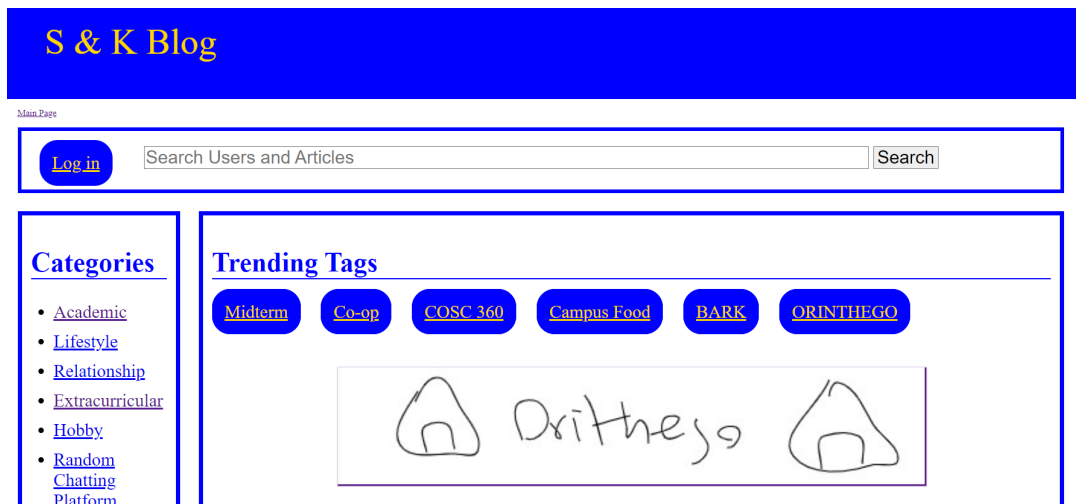 S & K Blog
Main Page
Log in
Search Users and Articles
Search
Categories
Academic
Lifestyle
Relationship
Extracurricular
Hobby
Random
Chatting
Platform
Trending Tags
Midterm Co-op COSC 360 Campus Food BARK ORINTHEGO
Oritthego